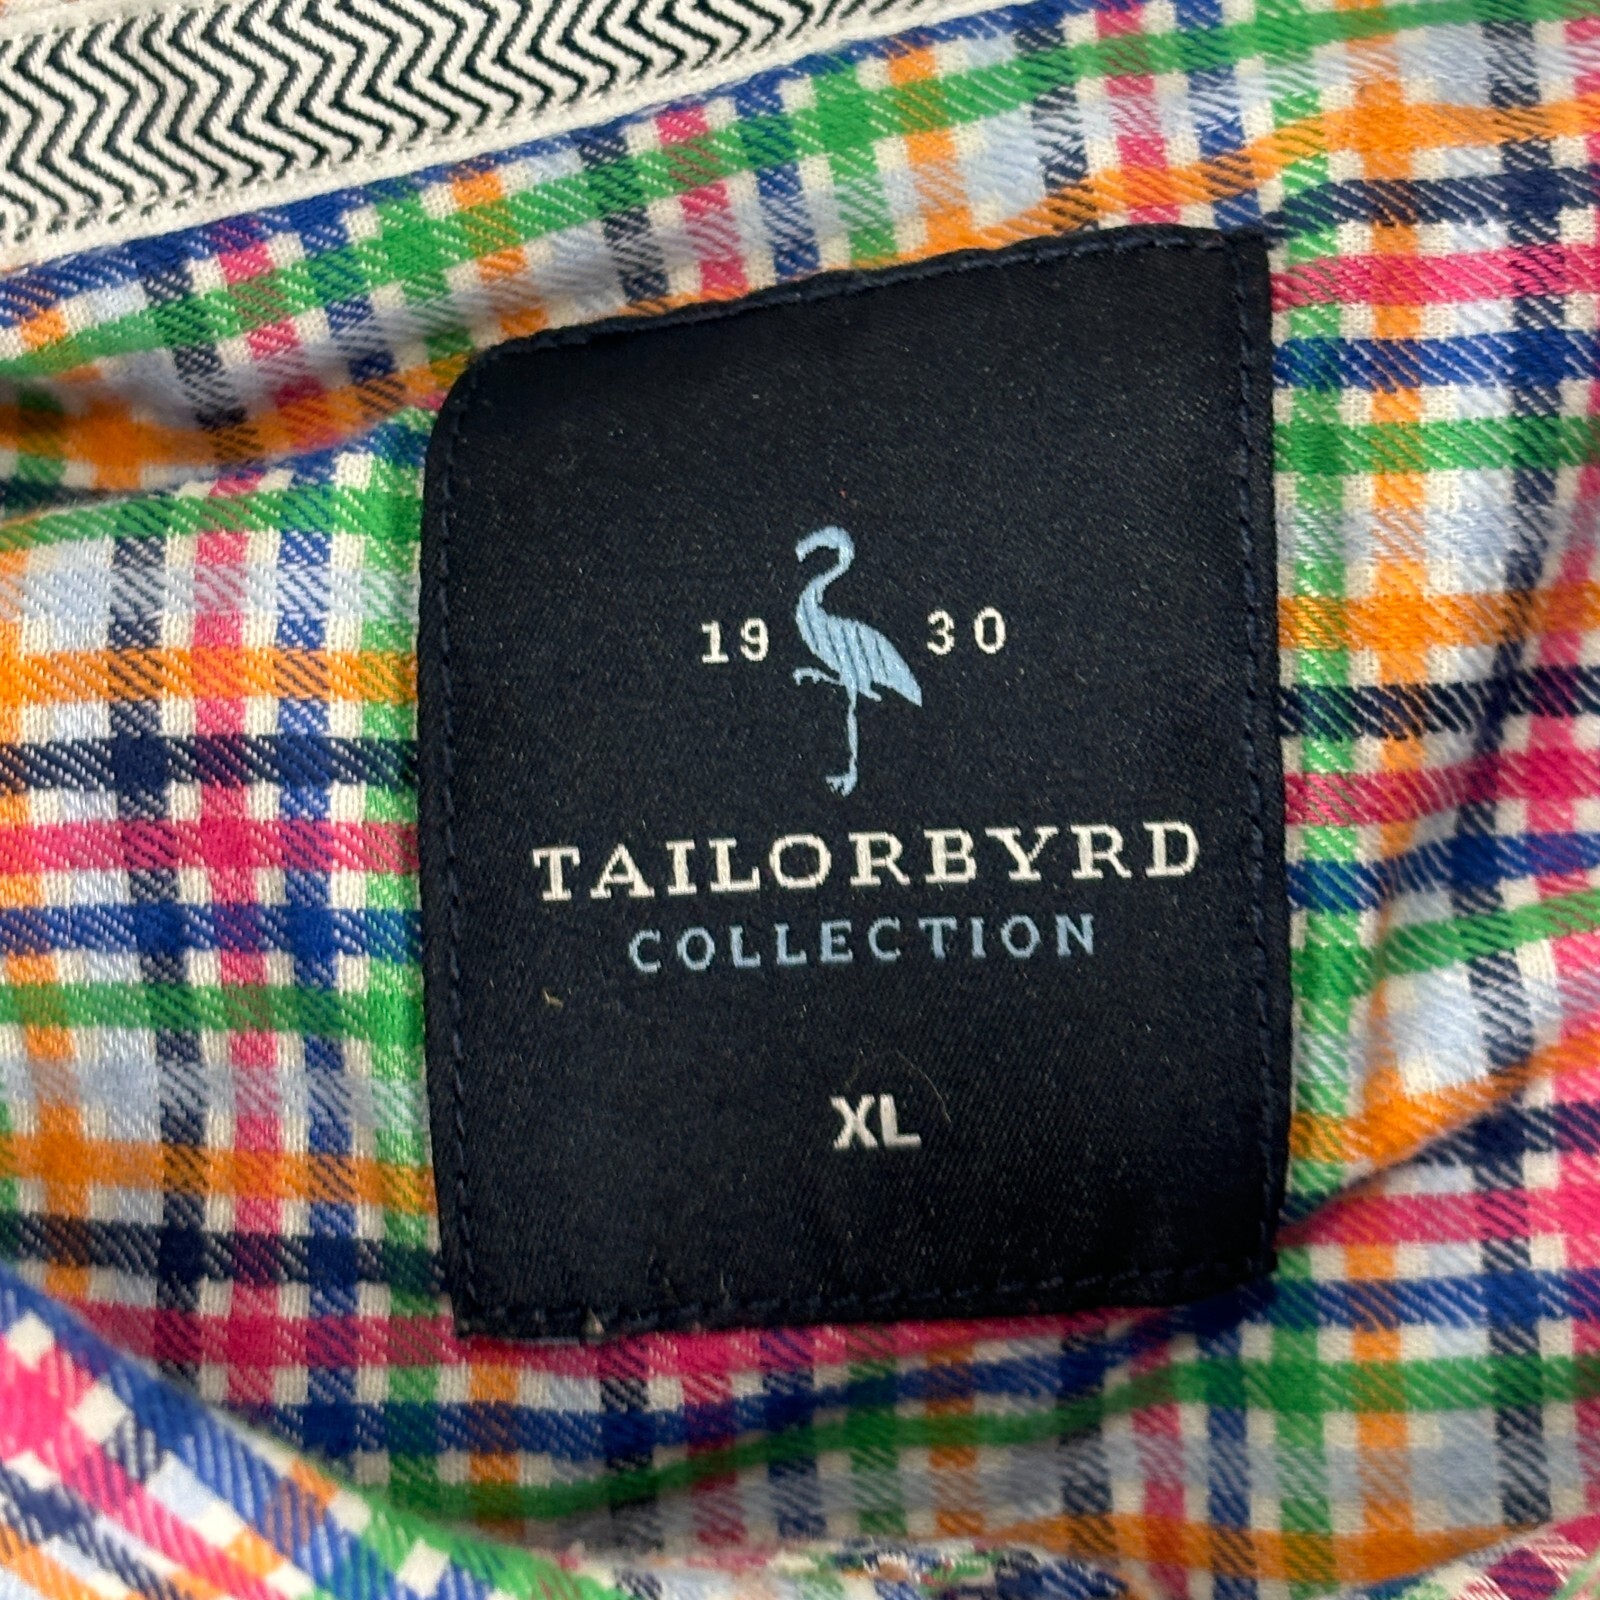 19 30
TAILORBYRD
COLLECTION
XL